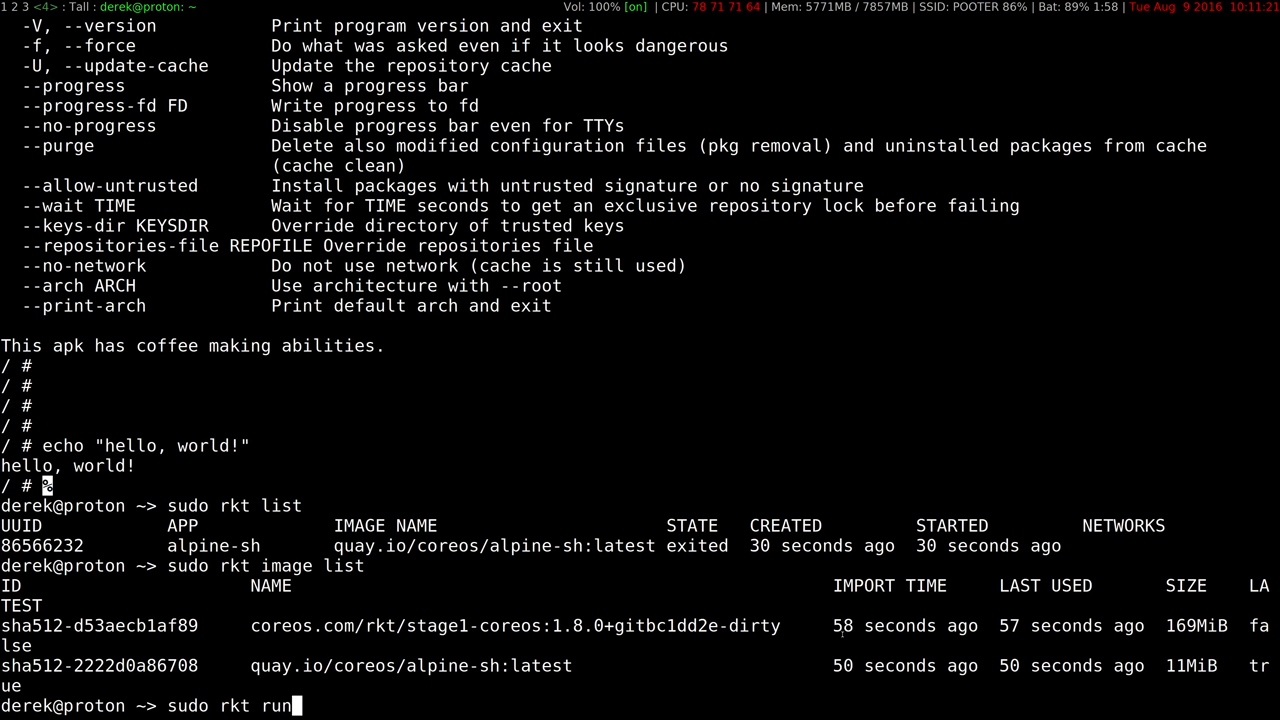 1 2 3 <4> : Tall : derek@proton: ~ Vol: 100% [on] | CPU: 78 71 71 64 | Mem: 5771MB / 7857MB | SSID: POOTER 86% | Bat: 89% 1:58 | Tue Aug  9 2016 10:11:21
-V, --version Print program version and exit
-f, --force Do what was asked even if it looks dangerous
-U, --update-cache Update the repository cache
--progress Show a progress bar
--progress-fd FD Write progress to fd
--no-progress Disable progress bar even for TTYs
--purge Delete also modified configuration files (pkg removal) and uninstalled packages from cache
(cache clean)
--allow-untrusted Install packages with untrusted signature or no signature
--wait TIME Wait for TIME seconds to get an exclusive repository lock before failing
--keys-dir KEYSDIR Override directory of trusted keys
--repositories-file REPOFILE Override repositories file
--no-network Do not use network (cache is still used)
--arch ARCH Use architecture with --root
--print-arch Print default arch and exit
This apk has coffee making abilities.
/ #
/ #
/ #
/ #
/ # echo "hello, world!"
hello, world!
/ # %
derek@proton ~> sudo rkt list
UUID APP IMAGE NAME STATE CREATED STARTED NETWORKS
86566232 alpine-sh quay.io/coreos/alpine-sh:latest exited 30 seconds ago 30 seconds ago
derek@proton ~> sudo rkt image list
ID NAME IMPORT TIME LAST USED SIZE LA
TEST
sha512-d53aecb1af89 coreos.com/rkt/stage1-coreos:1.8.0+gitbc1dd2e-dirty 58 seconds ago 57 seconds ago 169MiB fa
lse
sha512-2222d0a86708 quay.io/coreos/alpine-sh:latest 50 seconds ago 50 seconds ago 11MiB tr
ue
derek@proton ~> sudo rkt run